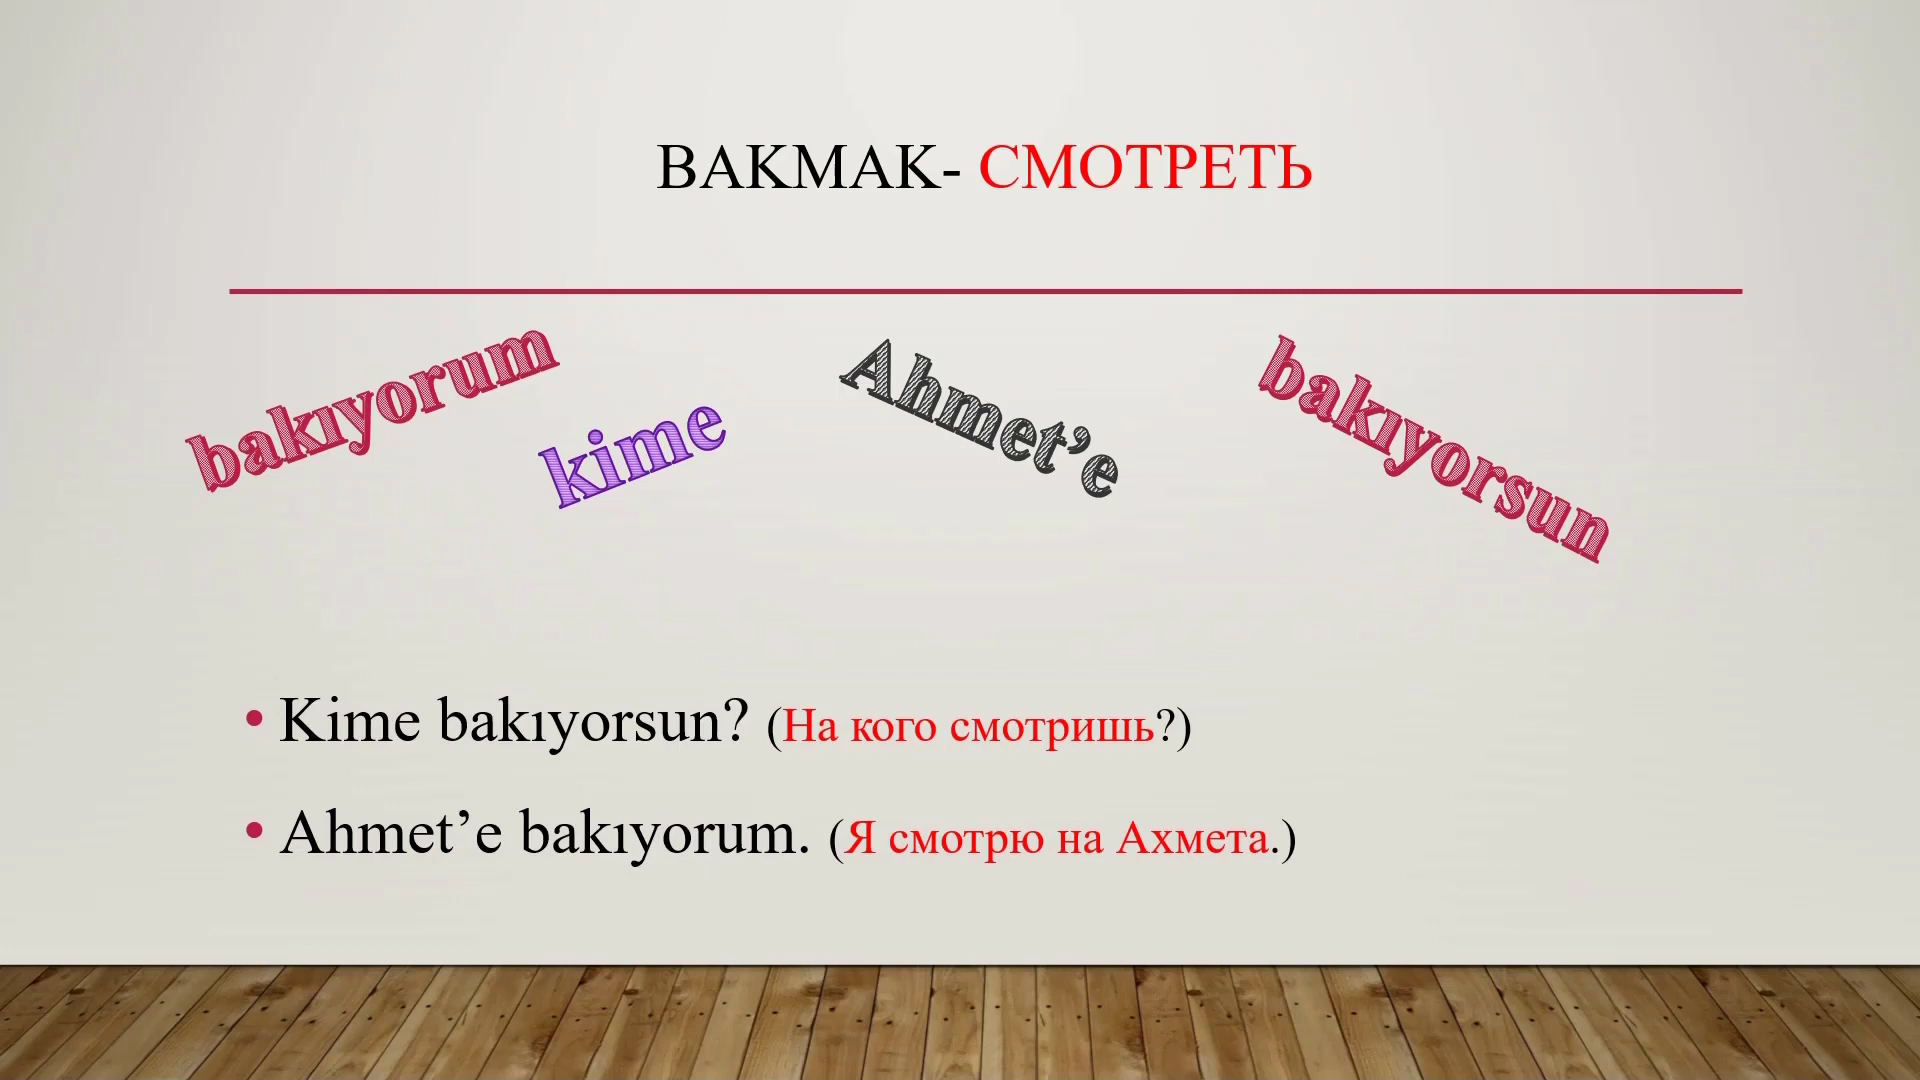 BAKMAK- СМОТРЕТЬ
bakıyorum
kime
Ahmet’e
bakıyorsun
• Kime bakıyorsun? (На кого смотришь?)
• Ahmet’e bakıyorum. (Я смотрю на Ахмета.)